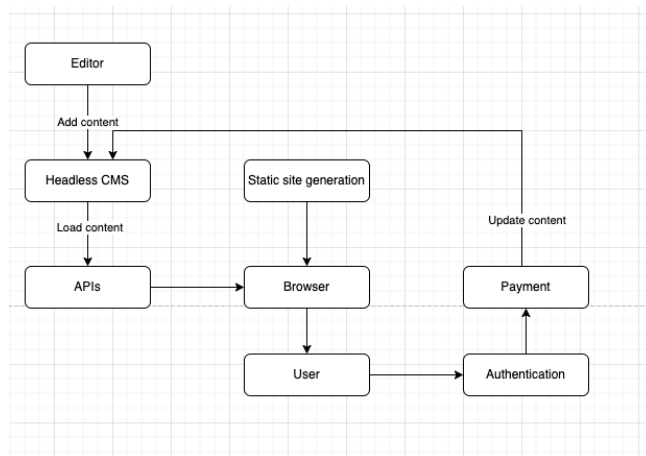 Editor
Add content
Headless CMS
Static site generation
Update content
Load content
APIs
Browser
Payment
User
Authentication